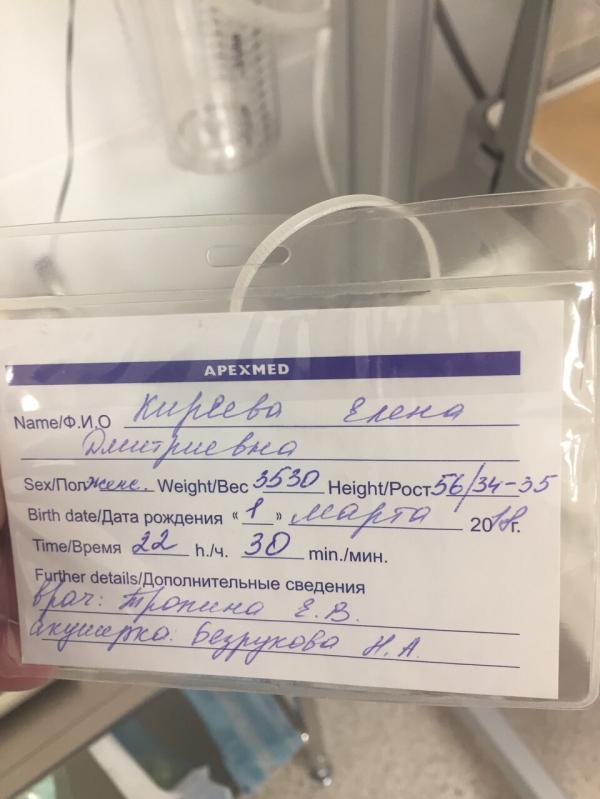 APEXMED
Name/Ф.И.О Киреева Елена
Дмитриевна
Sex/Пол женс. Weight/Вес 3530 Height/Рост 56/34-35
Birth date/Дата рождения «1» марта 2018г.
Time/Время 22 h./ч. 30 min./мин.
Further details/Дополнительные сведения
врач: Тропина Е.В.
акушерка: Безрукова Н.А.